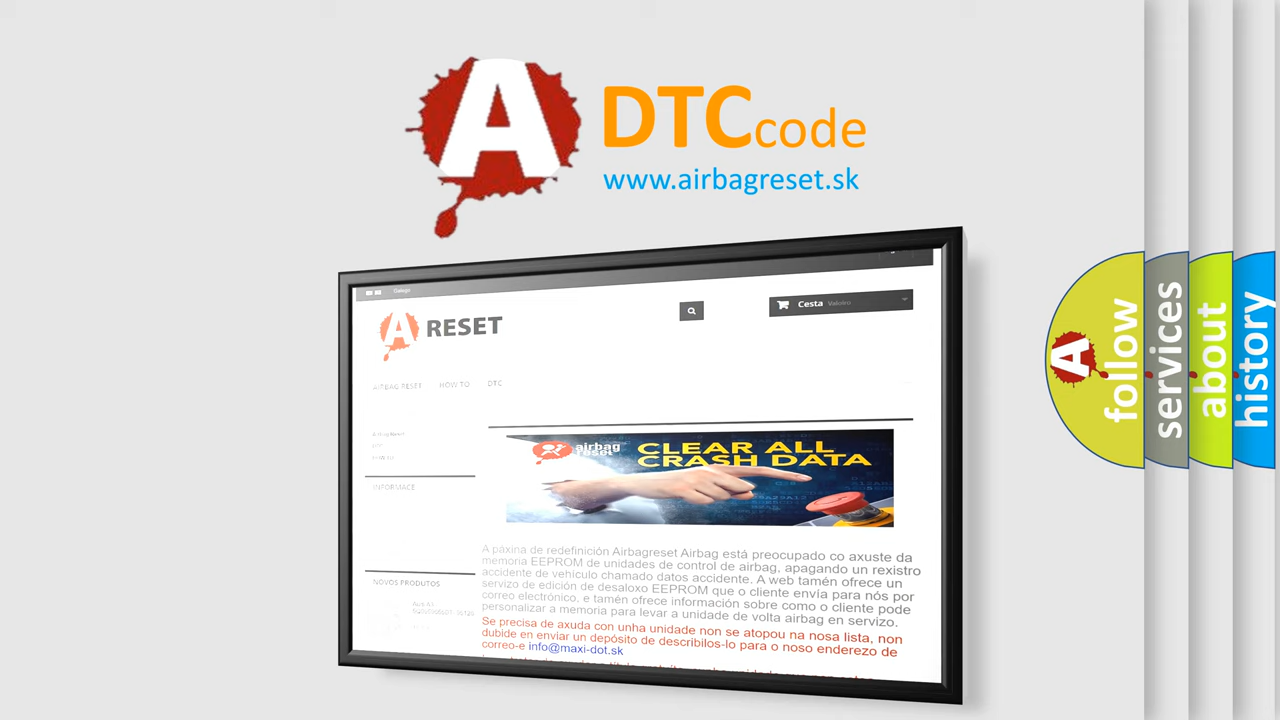 A
DTCcode
www.airbagreset.sk
Galego
A RESET
Cesta Valeiro
AIRBAG RESET HOW TO DTC
INFORMACE
NOVOS PRODUTOS
airbag
reset
CLEAR ALL
CRASH DATA
A páxina de redefinición Airbagreset Airbag está preocupado co axuste da
memoria EEPROM de unidades de control de airbag, apagando un rexistro
accidente de vehículo chamado datos accidente. A web tamén ofrece un
servizo de edición de desaloxo EEPROM que o cliente envía para nós por
correo electrónico, e tamén ofrece información sobre como o cliente pode
personalizar a memoria para levar a unidade de volta airbag en servizo.
Se precisa de axuda con unha unidade non se atopou na nosa lista, non
dubide en enviar un depósito de describilos-lo para o noso enderezo de
correo-e info@maxi-dot.sk
A
follow
services
about
history